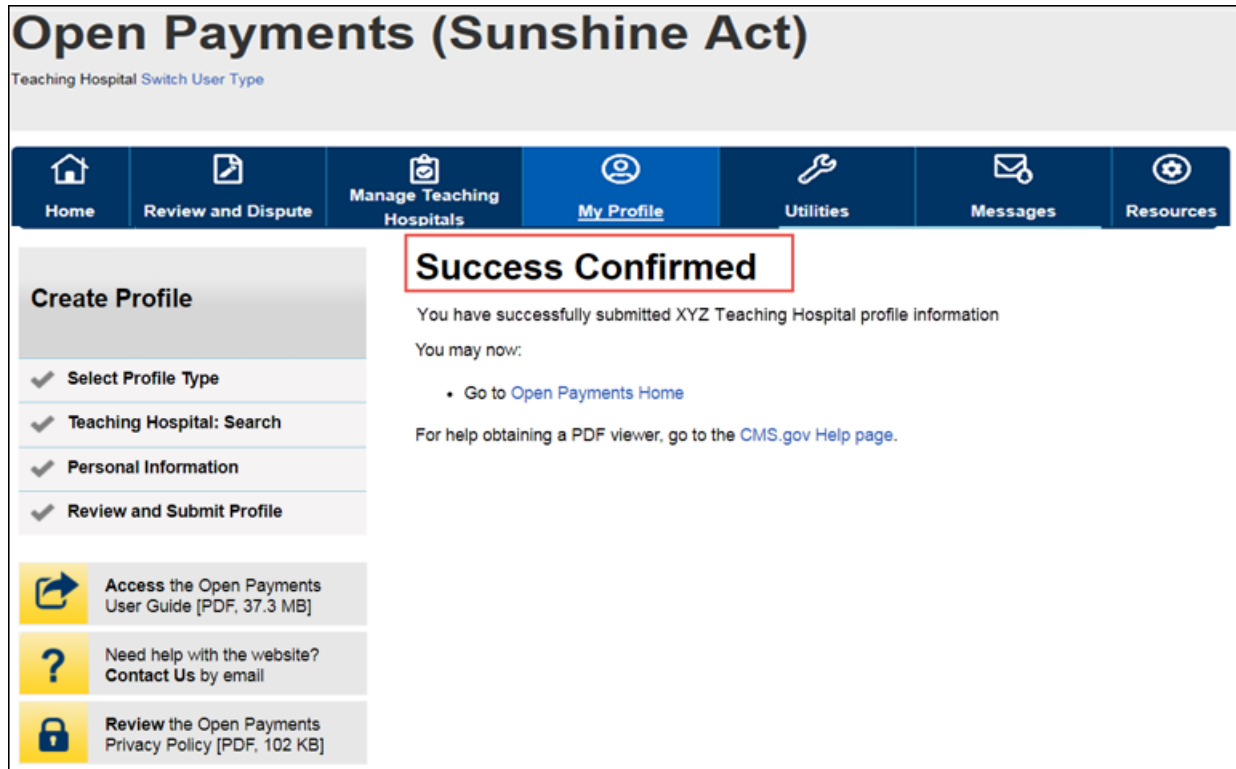 Open Payments (Sunshine Act)
Teaching Hospital Switch User Type
Home
Review and Dispute
Manage Teaching
Hospitals
My Profile
Utilities
Messages
Resources
Create Profile
Select Profile Type
Teaching Hospital: Search
Personal Information
Review and Submit Profile
Access the Open Payments
User Guide [PDF, 37.3 MB]
Need help with the website?
Contact Us by email
Review the Open Payments
Privacy Policy [PDF, 102 KB]
Success Confirmed
You have successfully submitted XYZ Teaching Hospital profile information
You may now:
• Go to Open Payments Home
For help obtaining a PDF viewer, go to the CMS.gov Help page.